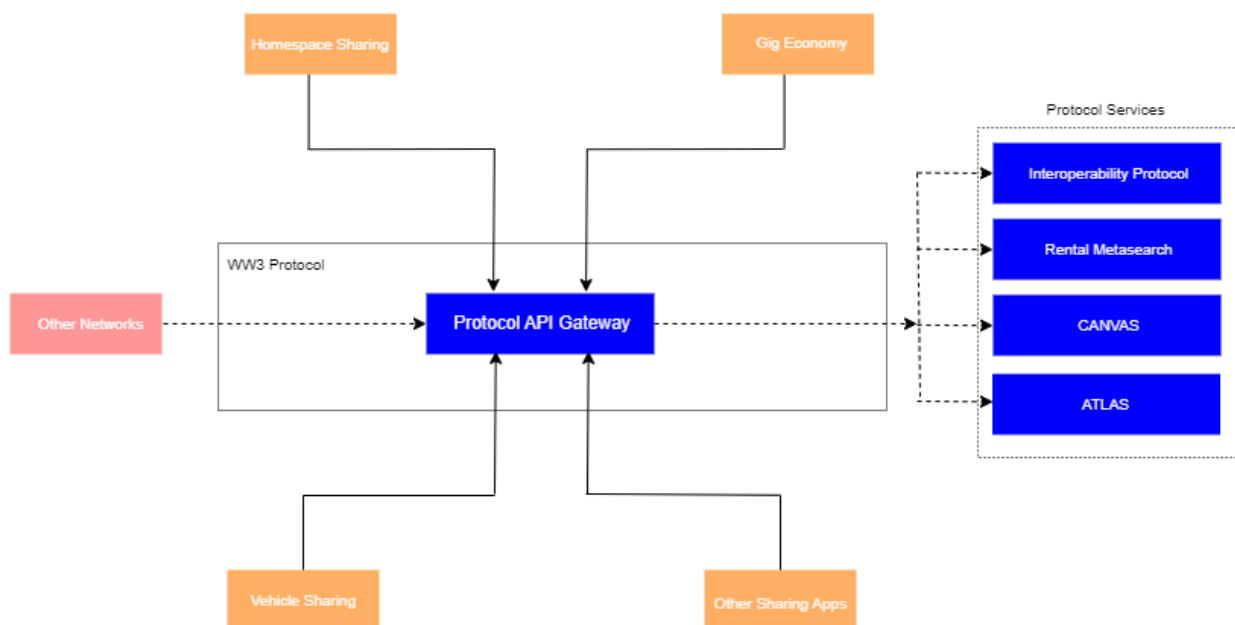 Homespace Sharing
Gig Economy
Protocol Services
Interoperability Protocol
Rental Metasearch
WW3 Protocol
Other Networks
Protocol API Gateway
CANVAS
ATLAS
Vehicle Sharing
Other Sharing Apps